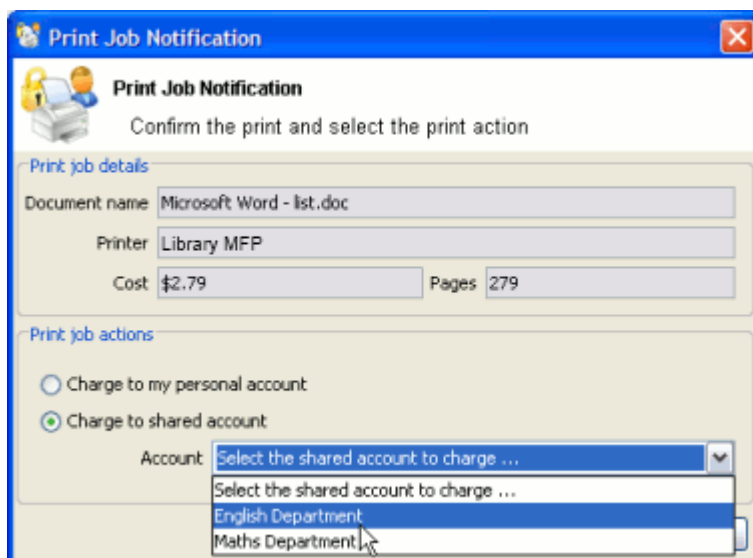 Print Job Notification
Print Job Notification
Confirm the print and select the print action
Print job details
Document name Microsoft Word - list.doc
Printer Library MFP
Cost $2.79 Pages 279
Print job actions
Charge to my personal account
Charge to shared account
Account Select the shared account to charge ...
Select the shared account to charge ...
English Department
Maths Department